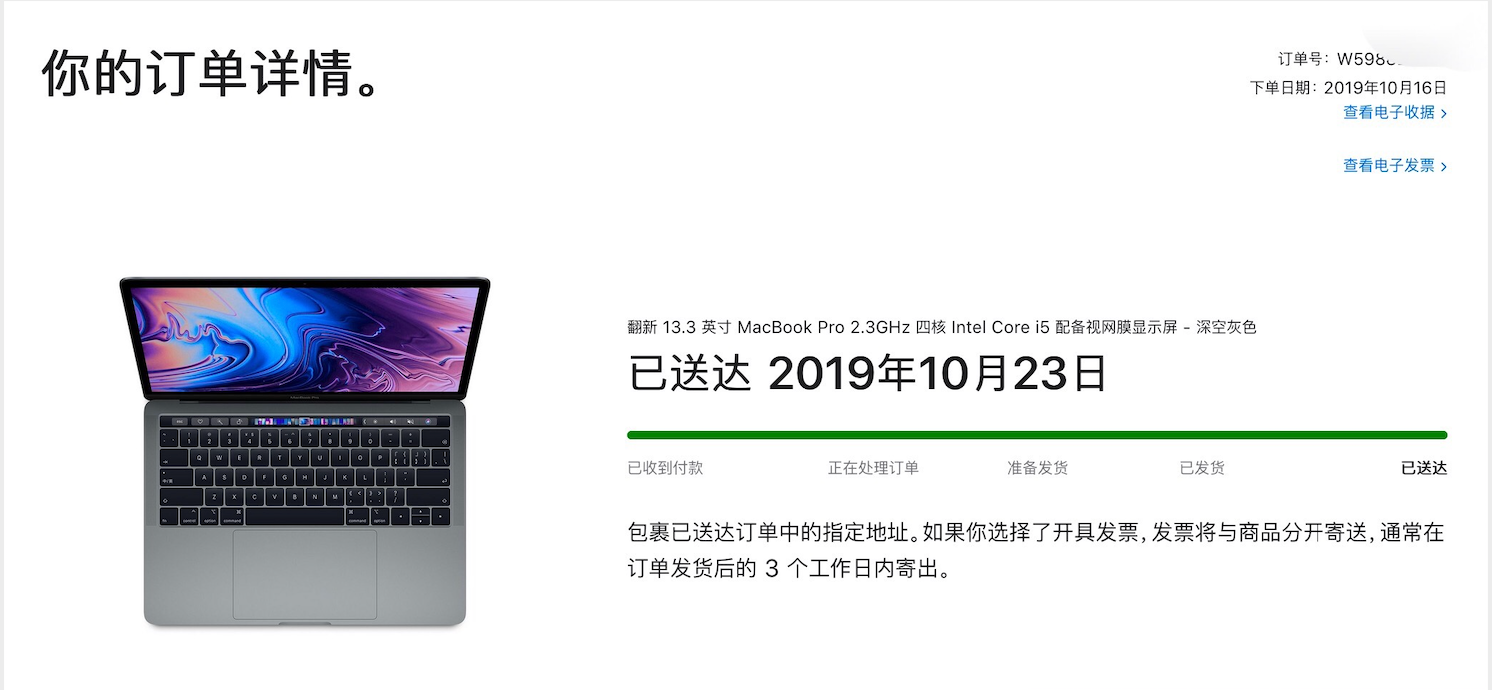 你的订单详情。
订单号：W598
下单日期：2019年10月16日
查看电子收据 >
查看电子发票 >
翻新 13.3 英寸 MacBook Pro 2.3GHz 四核 Intel Core i5 配备视网膜显示屏 - 深空灰色
已送达 2019年10月23日
已收到付款
正在处理订单
准备发货
已发货
已送达
包裹已送达订单中的指定地址。如果你选择了开具发票，发票将与商品分开寄送，通常在
订单发货后的 3 个工作日内寄出。